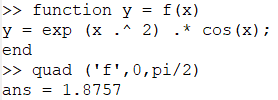 >> function y = f(x)
y = exp (x .^ 2) .* cos(x);
end
>> quad ('f',0,pi/2)
ans = 1.8757